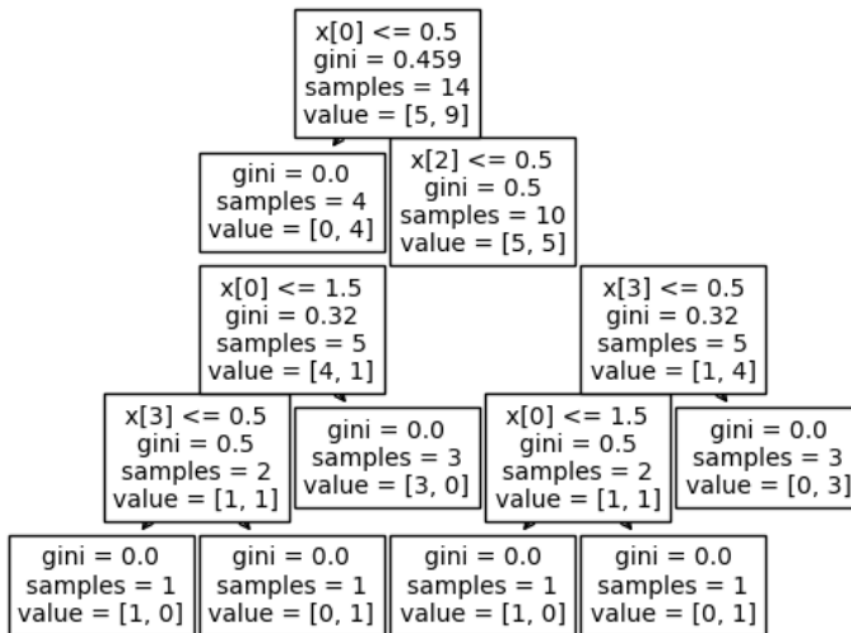 x[0] <= 0.5
gini = 0.459
samples = 14
value = [5, 9]
gini = 0.0
samples = 4
value = [0, 4]
x[2] <= 0.5
gini = 0.5
samples = 10
value = [5, 5]
x[0] <= 1.5
gini = 0.32
samples = 5
value = [4, 1]
x[3] <= 0.5
gini = 0.32
samples = 5
value = [1, 4]
x[3] <= 0.5
gini = 0.5
samples = 2
value = [1, 1]
gini = 0.0
samples = 3
value = [3, 0]
x[0] <= 1.5
gini = 0.5
samples = 2
value = [1, 1]
gini = 0.0
samples = 3
value = [0, 3]
gini = 0.0
samples = 1
value = [1, 0]
gini = 0.0
samples = 1
value = [0, 1]
gini = 0.0
samples = 1
value = [1, 0]
gini = 0.0
samples = 1
value = [0, 1]